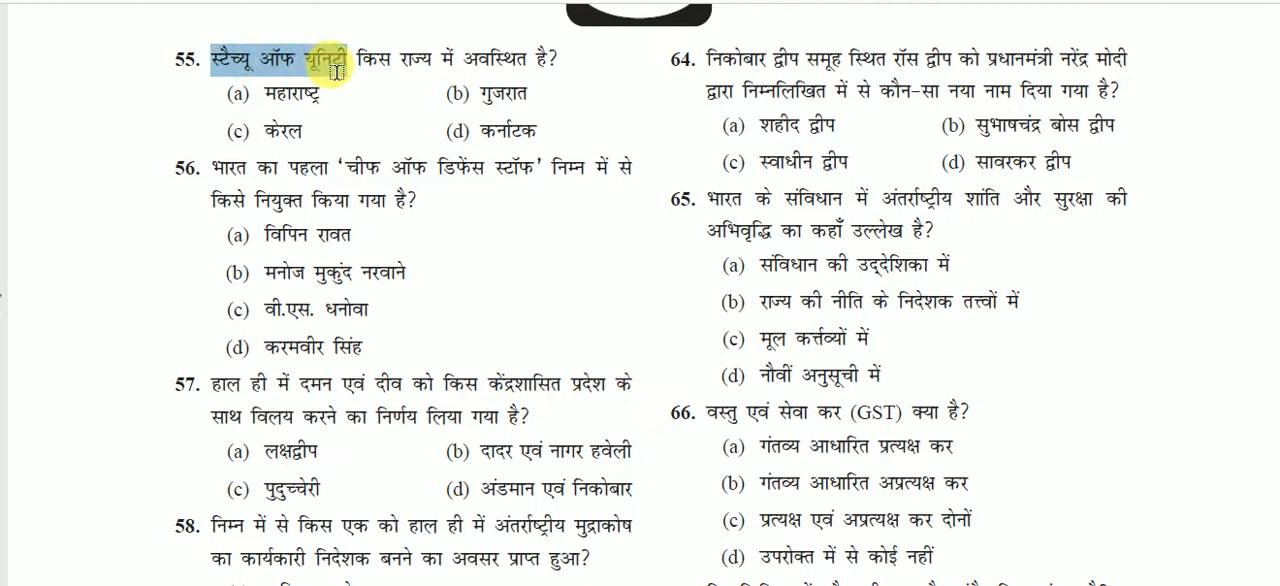 55. स्टैच्यू ऑफ यूनिटी किस राज्य में अवस्थित है?
(a) महाराष्ट्र (b) गुजरात
(c) केरल (d) कर्नाटक
56. भारत का पहला ‘चीफ ऑफ डिफेंस स्टॉफ’ निम्न में से
किसे नियुक्त किया गया है?
(a) विपिन रावत
(b) मनोज मुकुंद नरवाने
(c) वी.एस. धनोवा
(d) करमवीर सिंह
57. हाल ही में दमन एवं दीव को किस केंद्रशासित प्रदेश के
साथ विलय करने का निर्णय लिया गया है?
(a) लक्षद्वीप (b) दादर एवं नागर हवेली
(c) पुदुच्चेरी (d) अंडमान एवं निकोबार
58. निम्न में से किस एक को हाल ही में अंतर्राष्ट्रीय मुद्राकोष
का कार्यकारी निदेशक बनने का अवसर प्राप्त हुआ?
64. निकोबार द्वीप समूह स्थित रॉस द्वीप को प्रधानमंत्री नरेंद्र मोदी
द्वारा निम्नलिखित में से कौन-सा नया नाम दिया गया है?
(a) शहीद द्वीप (b) सुभाषचंद्र बोस द्वीप
(c) स्वाधीन द्वीप (d) सावरकर द्वीप
65. भारत के संविधान में अंतर्राष्ट्रीय शांति और सुरक्षा की
अभिवृद्धि का कहाँ उल्लेख है?
(a) संविधान की उद्देशिका में
(b) राज्य की नीति के निदेशक तत्त्वों में
(c) मूल कर्त्तव्यों में
(d) नौवीं अनुसूची में
66. वस्तु एवं सेवा कर (GST) क्या है?
(a) गंतव्य आधारित प्रत्यक्ष कर
(b) गंतव्य आधारित अप्रत्यक्ष कर
(c) प्रत्यक्ष एवं अप्रत्यक्ष कर दोनों
(d) उपरोक्त में से कोई नहीं